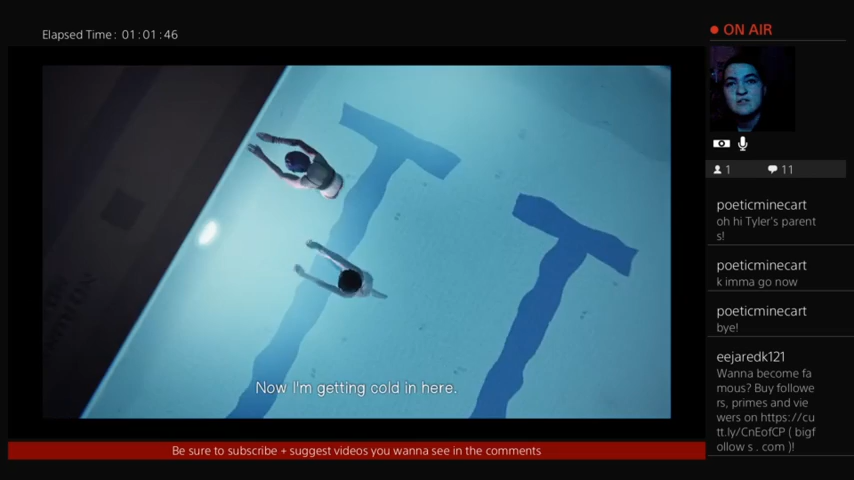 Elapsed Time: 01:01:46
ON AIR
1
11
poeticminecart
oh hi Tyler's parent
s!
poeticminecart
k imma go now
poeticminecart
bye!
eejaredk121
Wanna become fa
mous? Buy followe
rs, primes and vie
wers on https://cu
tt.ly/CnEofCP ( bigf
ollow s . com )!
Now I'm getting cold in here.
Be sure to subscribe + suggest videos you wanna see in the comments